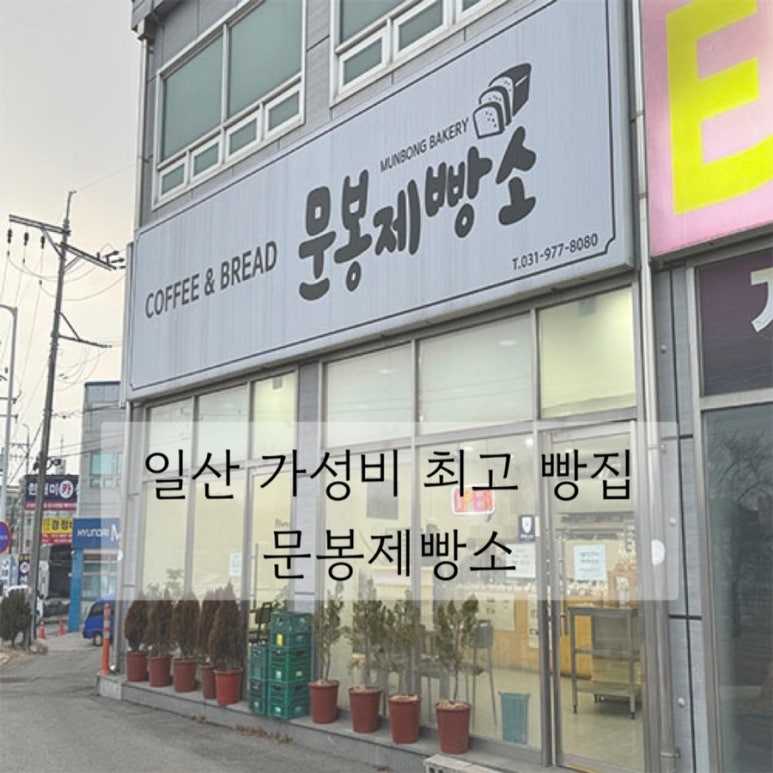 MUNBONG BAKERY
COFFEE & BREAD 문봉제빵소
T.031-977-8080
E
일산 가성비 최고 빵집
문봉제빵소
HYUNDAI